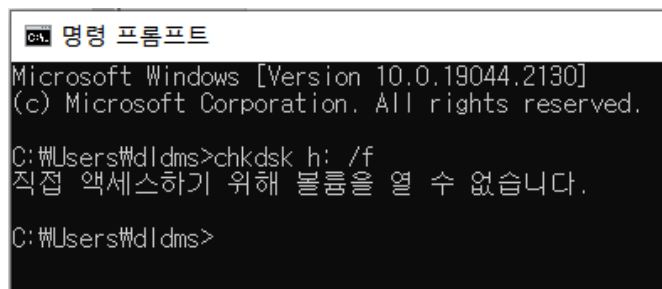 명령 프롬프트
Microsoft Windows [Version 10.0.19044.2130]
(c) Microsoft Corporation. All rights reserved.
C:₩Users₩dldms>chkdsk h: /f
직접 액세스하기 위해 볼륨을 열 수 없습니다.
C:₩Users₩dldms>